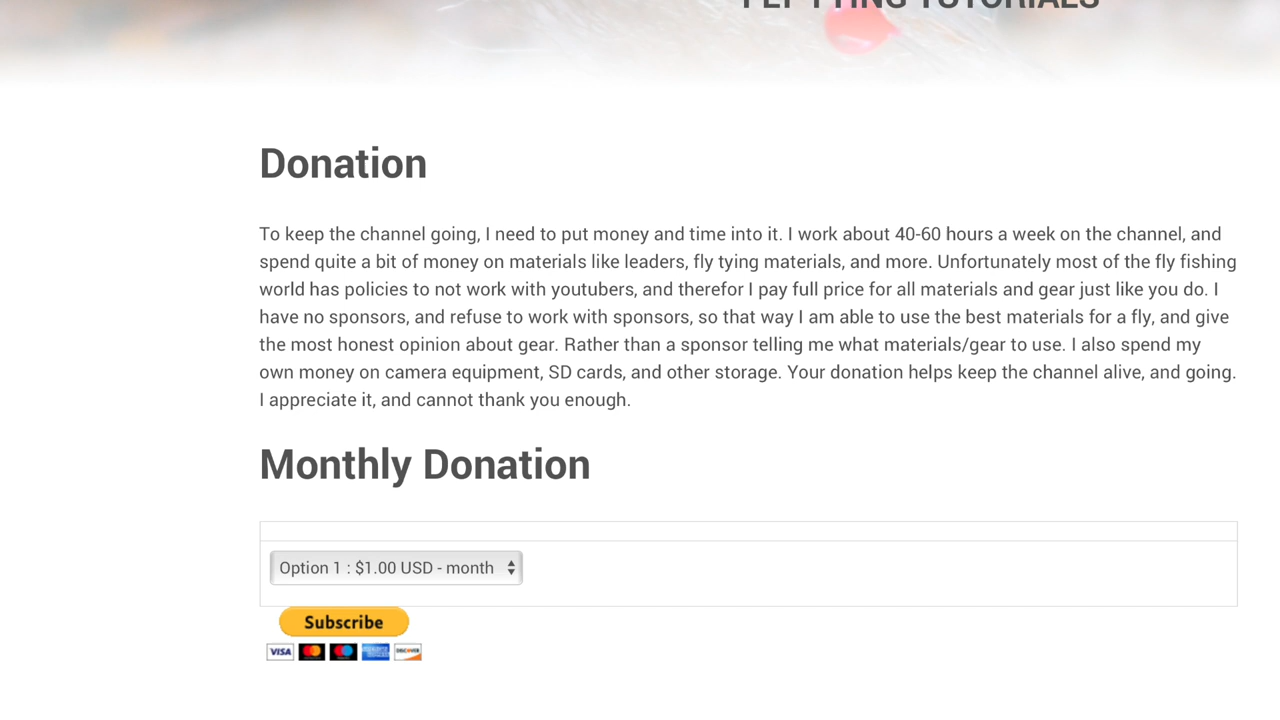 FLY TYING TUTORIALS
Donation
To keep the channel going, I need to put money and time into it. I work about 40-60 hours a week on the channel, and
spend quite a bit of money on materials like leaders, fly tying materials, and more. Unfortunately most of the fly fishing
world has policies to not work with youtubers, and therefor I pay full price for all materials and gear just like you do. I
have no sponsors, and refuse to work with sponsors, so that way I am able to use the best materials for a fly, and give
the most honest opinion about gear. Rather than a sponsor telling me what materials/gear to use. I also spend my
own money on camera equipment, SD cards, and other storage. Your donation helps keep the channel alive, and going.
I appreciate it, and cannot thank you enough.
Monthly Donation
Option 1 : $1.00 USD - month
Subscribe
VISA DISCOVER